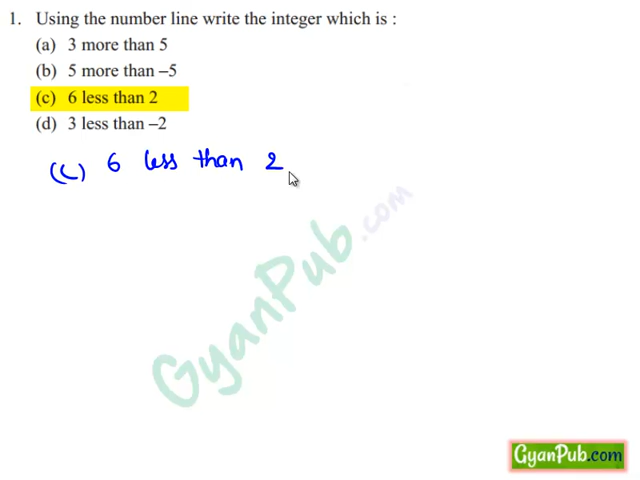 1. Using the number line write the integer which is :
(a) 3 more than 5
(b) 5 more than –5
(c) 6 less than 2
(d) 3 less than –2
(c) 6 less than 2
GyanPub.com
GyanPub.com